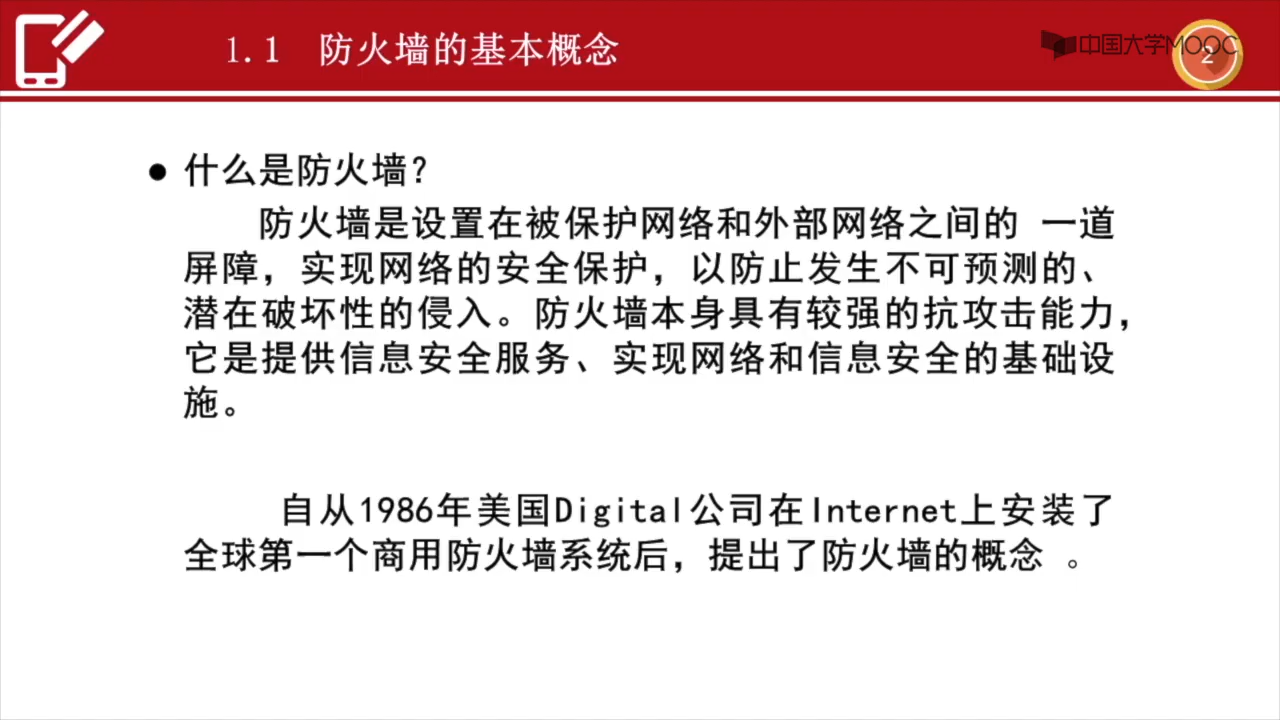 1.1 防火墙的基本概念
中国大学MOOC
2
● 什么是防火墙?
防火墙是设置在被保护网络和外部网络之间的 一道
屏障，实现网络的安全保护，以防止发生不可预测的、
潜在破坏性的侵入。防火墙本身具有较强的抗攻击能力，
它是提供信息安全服务、实现网络和信息安全的基础设
施。
自从1986年美国Digital公司在Internet上安装了
全球第一个商用防火墙系统后，提出了防火墙的概念 。